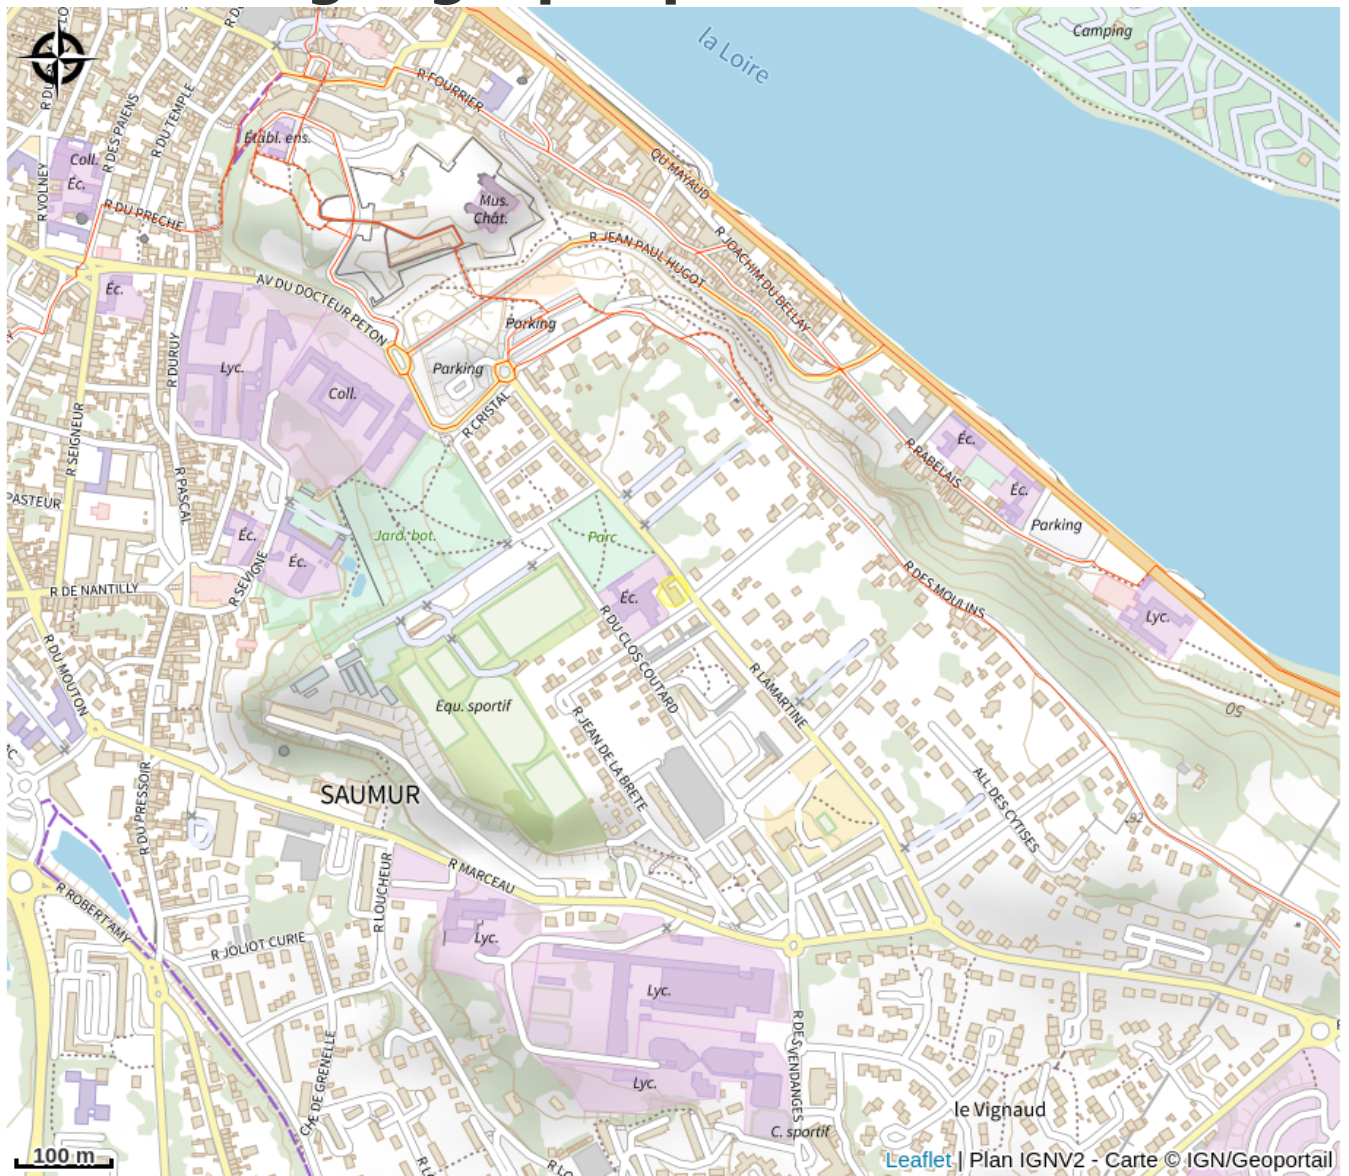 Camping
la Loire
R FOURRIER
R DES PAIENS
R DU TEMPLE
Établ. ens.
Coll.
Éc.
R VOLNEY
QU MAYAUD
Mus.
Chât.
R DU PRECHE
R JEAN PAUL HUGOT
R JOACHIM DU BELLAY
AV DU DOCTEUR PETON
Éc.
Parking
R DURUY
Lyc.
Parking
Coll.
R CRISTAL
R SEIGNEUR
Éc.
R RABELAIS
Éc.
R PASCAL
PASTEUR
Parking
Éc.
Jard. bot.
Parc
Éc.
R SEVIGNE
R DE NANTILLY
Éc.
R DES MOULINS
Lyc.
R DU CLOS COUTARD
R DU MOUTON
R LAMARTINE
Equ. sportif
50
R JEAN DE LA BRETE
SAUMUR
R DU PRESSOIR
ALL DES CYTISES
92
R MARCEAU
R LOUCHEUR
R ROBERT AMY
R JOLIOT CURIE
Lyc.
Lyc.
R DES VENDANGES
CHE DE GRENELLE
Lyc.
le Vignaud
C. sportif
100 m
Leaflet | Plan IGNV2 - Carte © IGN/Geoportail